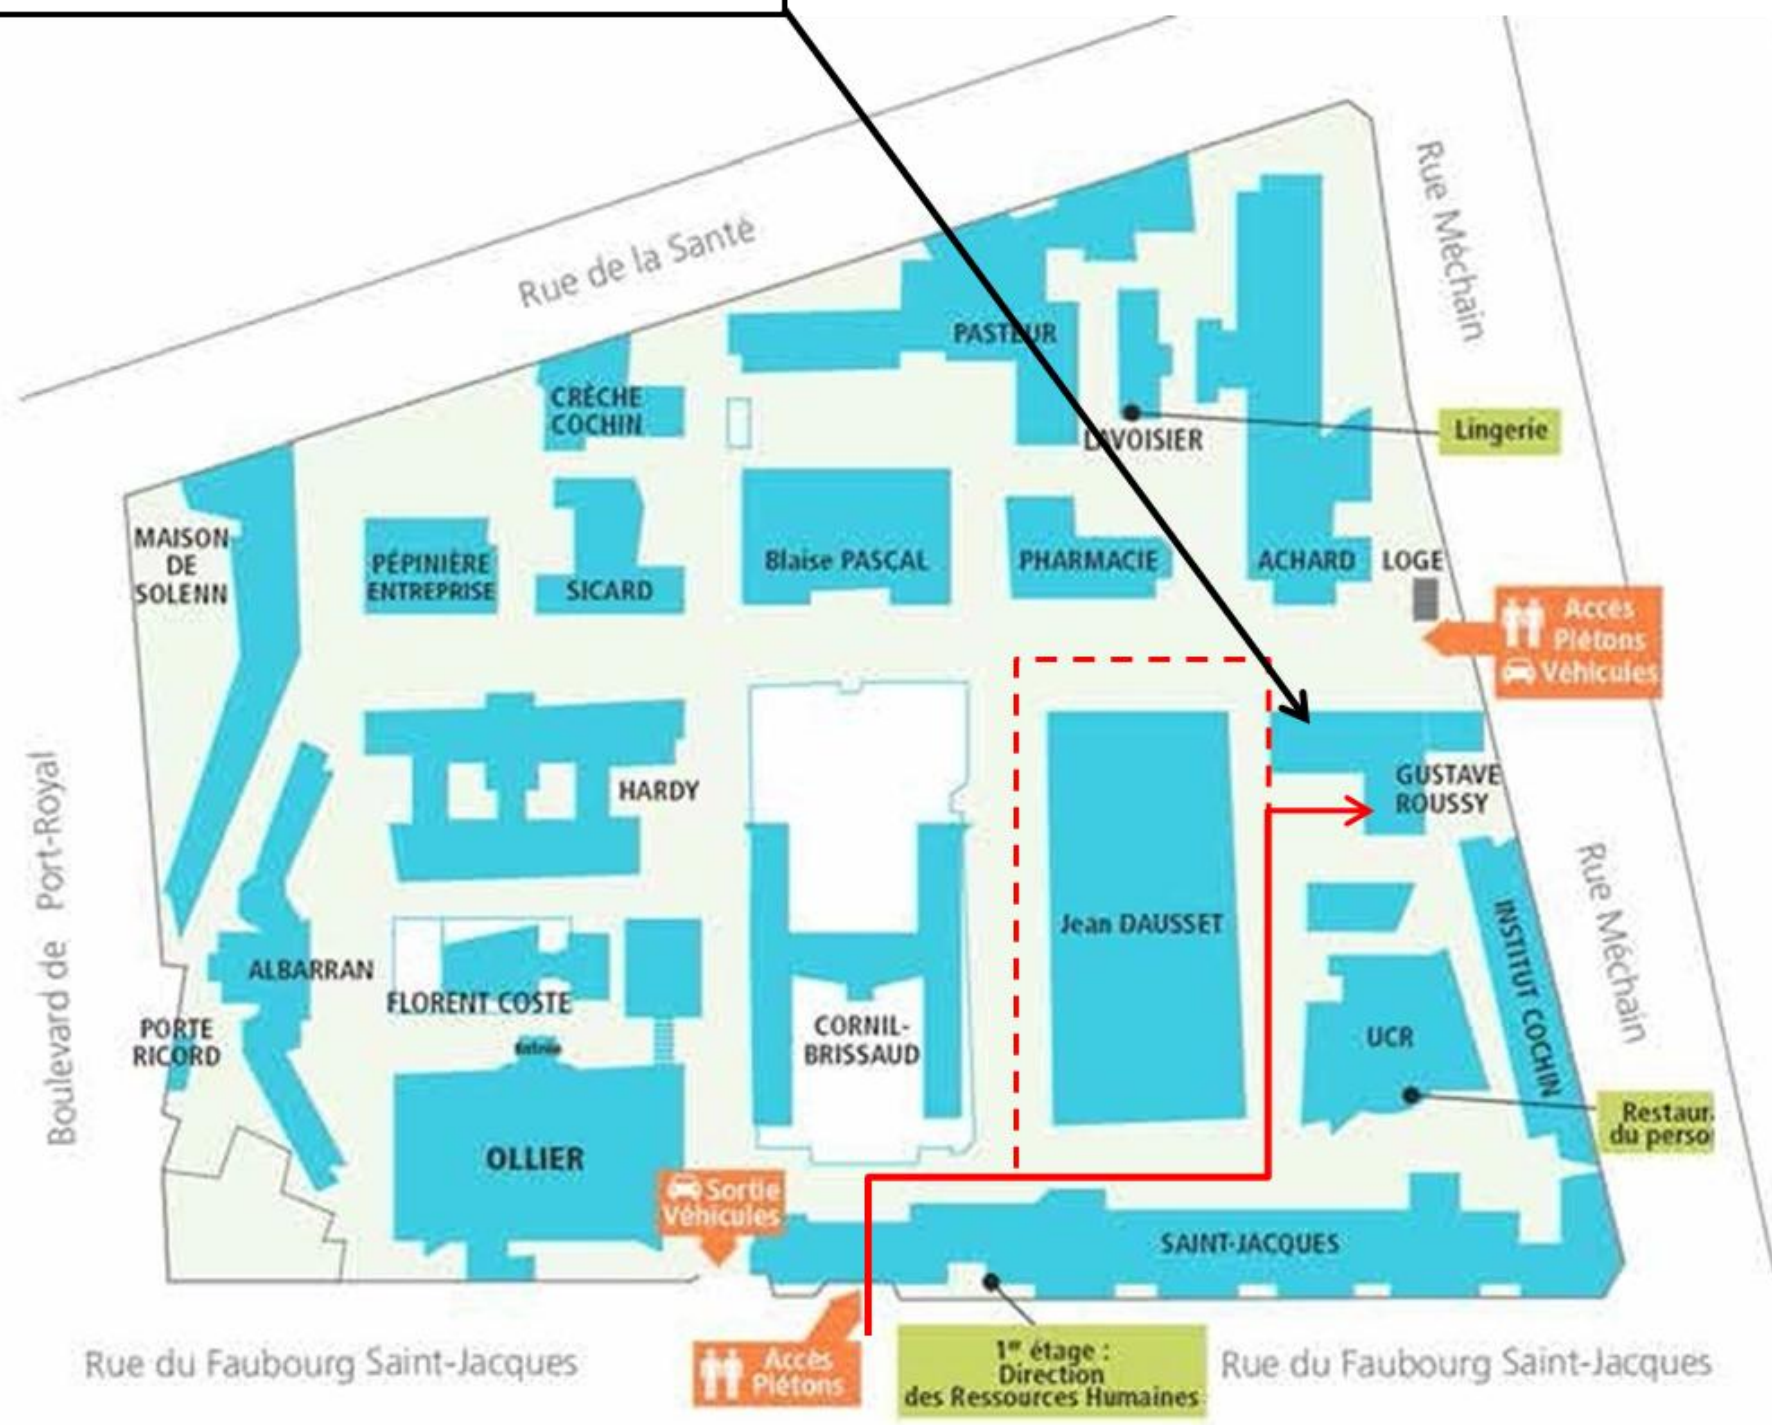 Rue de la Santé
Rue Méchain
PASTEUR
CRÈCHE
COCHIN
LAVOISIER
Lingerie
MAISON
DE
SOLENN
PÉPINIÈRE
ENTREPRISE
SICARD
Blaise PASCAL
PHARMACIE
ACHARD
LOGE
Accès
Piétons
Véhicules
HARDY
GUSTAVE
ROUSSY
Boulevard de Port-Royal
Jean DAUSSET
INSTITUT COCHIN
Rue Méchain
ALBARRAN
FLORENT COSTE
PORTE
RICORD
Entrée
CORNIL-
BRISSAUD
UCR
Restaur
du perso
OLLIER
Sortie
Véhicules
SAINT-JACQUES
Rue du Faubourg Saint-Jacques
Accès
Piétons
1er étage :
Direction
des Ressources Humaines
Rue du Faubourg Saint-Jacques